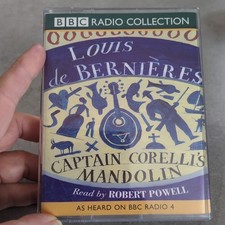 BBC RADIO COLLECTION
LOUIS
de BERNIÈRES
CAPTAIN CORELLI'S
MANDOLIN
Read by ROBERT POWELL
AS HEARD ON BBC RADIO 4